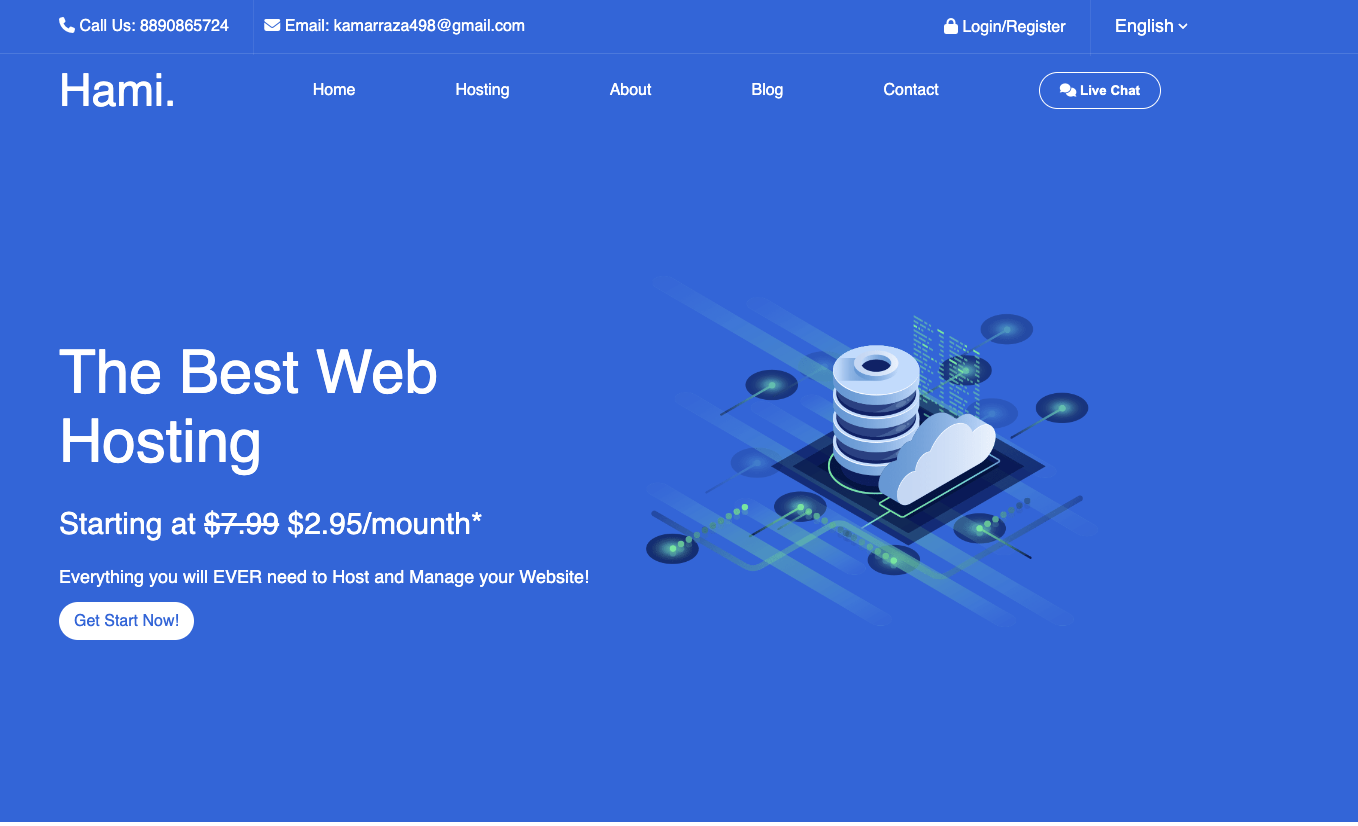 Call Us: 8890865724 Email: kamarraza498@gmail.com Login/Register English
Hami. Home Hosting About Blog Contact Live Chat
The Best Web
Hosting
Starting at $7.99 $2.95/mounth*
Everything you will EVER need to Host and Manage your Website!
Get Start Now!